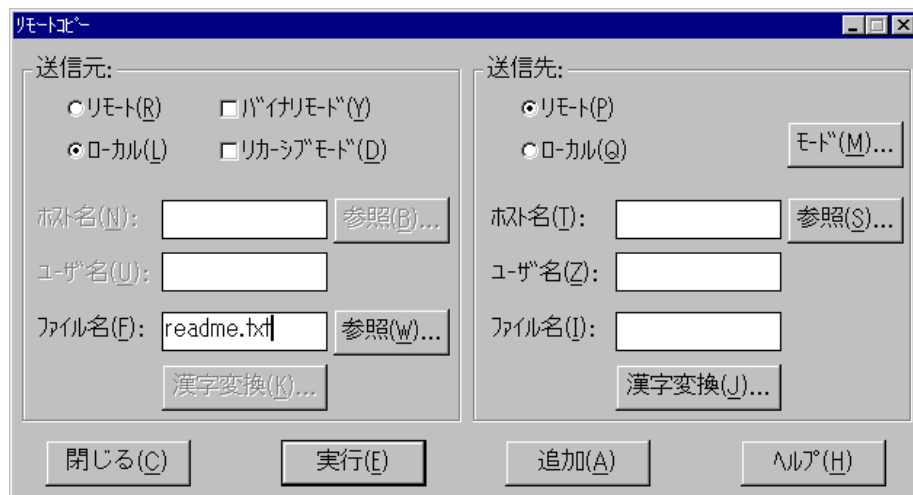 ﾘﾓｰﾄｺﾋﾟｰ
送信元:
ﾘﾓｰﾄ(R)
ﾊﾞｲﾅﾘﾓｰﾄﾞ(Y)
ﾛｰｶﾙ(L)
ﾘｶｰｼﾌﾞﾓｰﾄﾞ(D)
ﾎｽﾄ名(N):
参照(B)...
ﾕｰｻﾞ名(U):
ﾌｧｲﾙ名(F):
readme.txt
参照(W)...
漢字変換(K)...
送信先:
ﾘﾓｰﾄ(P)
ﾛｰｶﾙ(Q)
ﾓｰﾄﾞ(M)...
ﾎｽﾄ名(T):
参照(S)...
ﾕｰｻﾞ名(Z):
ﾌｧｲﾙ名(I):
漢字変換(J)...
閉じる(C)
実行(E)
追加(A)
ﾍﾙﾌﾟ(H)